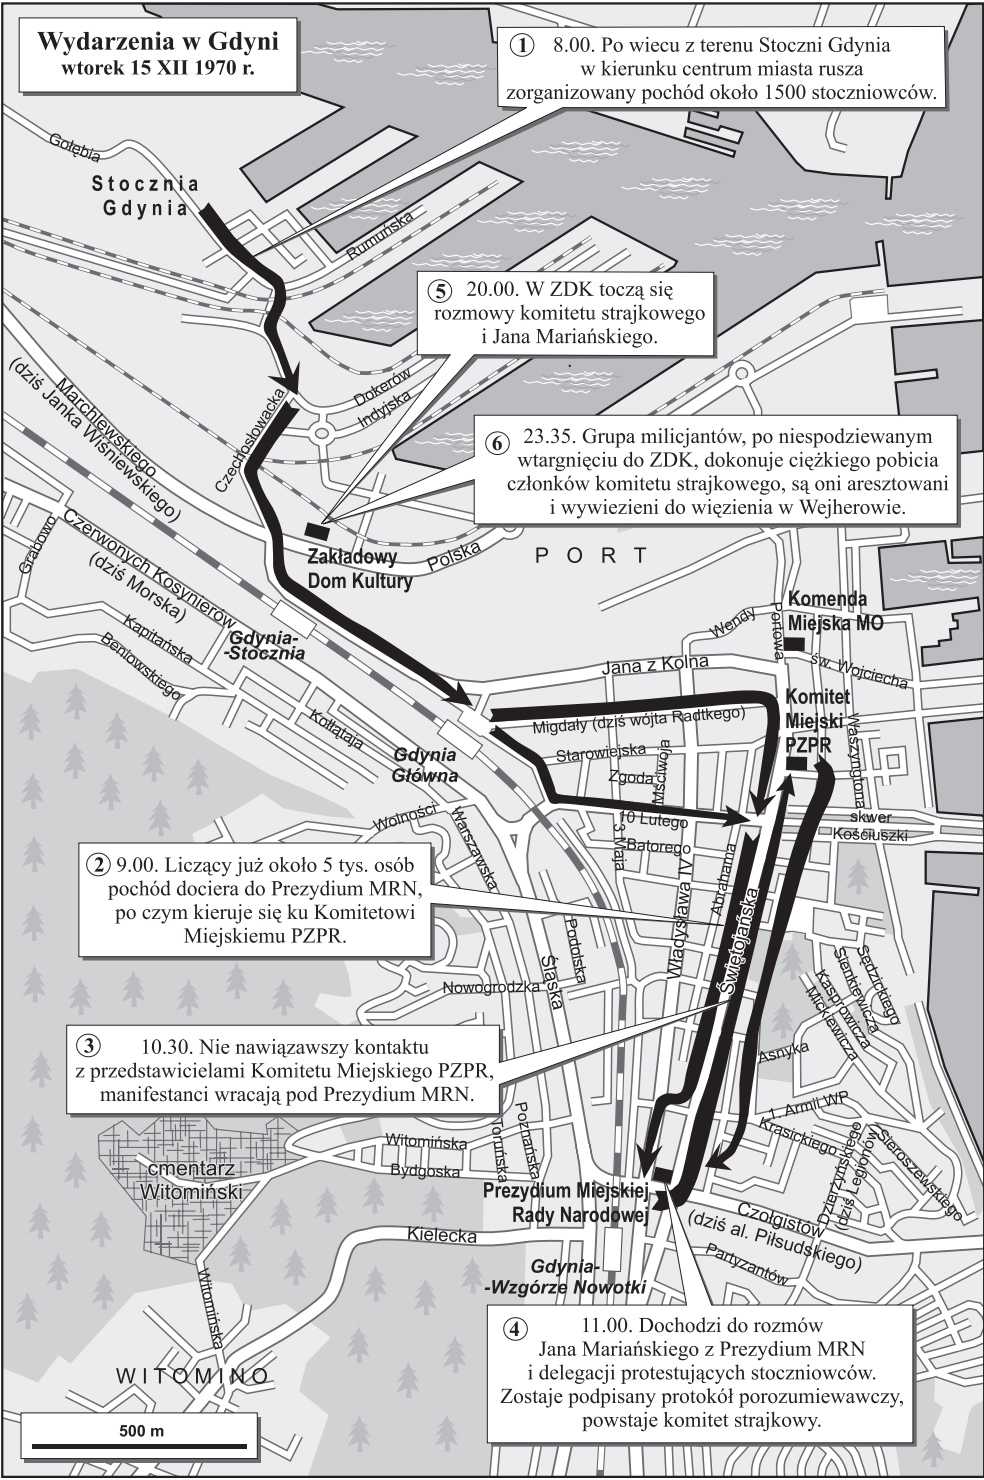 Wydarzenia w Gdyni
wtorek 15 XII 1970 r.
1 8.00. Po wiecu z terenu Stoczni Gdynia
w kierunku centrum miasta rusza
zorganizowany pochód około 1500 stoczniowców.
Gołębia
Stocznia
Gdynia
Rumuńska
5 20.00. W ZDK toczą się
rozmowy komitetu strajkowego
i Jana Mariańskiego.
Marchlewskiego
(dziś Janka Wiśniewskiego)
Czechosłowacka
Dokerów
Indyjska
6 23.35. Grupa milicjantów, po niespodziewanym
wtargnięciu do ZDK, dokonuje ciężkiego pobicia
członków komitetu strajkowego, są oni aresztowani
i wywiezieni do więzienia w Wejherowie.
Grabowo
Czerwonych Kosynierów
(dziś Morska)
Zakładowy
Dom Kultury
Polska
PORT
Kapitańska
Beniowskiego
Gdynia-
-Stocznia
Wendy
Portowa
Komenda
Miejska MO
Jana z Kolna
św. Wojciecha
Kołłątaja
Gdynia
Główna
Migdały (dziś wójta Radtkego)
Komitet
Miejski
PZPR
Starowiejska
Zgoda
Mściwoja
Waszyngtona
Wolności
Warszawska
10 Lutego
3 Maja
Batorego
skwer
Kościuszki
2 9.00. Liczący już około 5 tys. osób
pochód dociera do Prezydium MRN,
po czym kieruje się ku Komitetowi
Miejskiemu PZPR.
Władysława IV
Abrahama
Świętojańska
Podolska
Śląska
Nowogrodzka
Sędzickiego
Sienkiewicza
Kasprowicza
Mickiewicza
3 10.30. Nie nawiązawszy kontaktu
z przedstawicielami Komitetu Miejskiego PZPR,
manifestanci wracają pod Prezydium MRN.
Asnyka
1. Armii WP
Krasickiego
Dzierżyńskiego
(dziś Legionów)
Sieroszewskiego
cmentarz
Witomiński
Witomińska
Bydgoska
Toruńska
Poznańska
Prezydium Miejskiej
Rady Narodowej
Czołgistów
(dziś al. Piłsudskiego)
Kielecka
Partyzantów
Gdynia-
-Wzgórze Nowotki
Witomińska
WITOMINO
4 11.00. Dochodzi do rozmów
Jana Mariańskiego z Prezydium MRN
i delegacji protestujących stoczniowców.
Zostaje podpisany protokół porozumiewawczy,
powstaje komitet strajkowy.
500 m